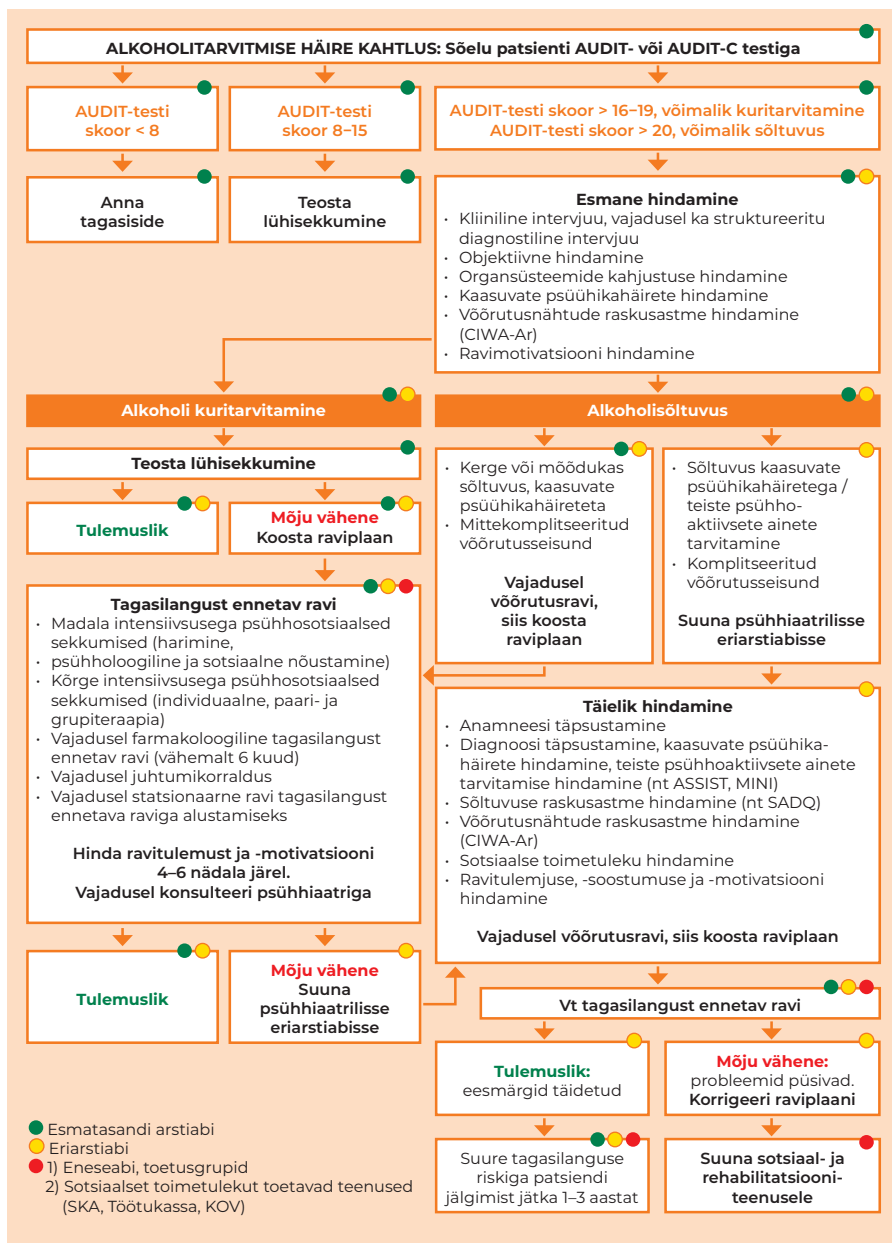 ALKOHOLITARVITMISE HÄIRE KAHTLUS: Sõelu patsienti AUDIT- või AUDIT-C testiga
AUDIT-testi
skoor < 8
AUDIT-testi
skoor 8–15
AUDIT-testi skoor > 16–19, võimalik kuritarvitamine
AUDIT-testi skoor > 20, võimalik sõltuvus
Anna
tagasiside
Teosta
lühisekkumine
Esmane hindamine
· Kliiniline intervjuu, vajadusel ka struktureeritu
diagnostiline intervjuu
· Objektiivne hindamine
· Organsüsteemide kahjustuse hindamine
· Kaasuvate psüühikahäirete hindamine
· Võõrutusnähtude raskusastme hindamine
(CIWA-Ar)
· Ravimotivatsiooni hindamine
Alkoholi kuritarvitamine
Alkoholisõltuvus
Teosta lühisekkumine
Tulemuslik
Mõju vähene
Koosta raviplaan
· Kerge või mõõdukas
sõltuvus, kaasuvate
psüühikahäireteta
· Mittekomplitseeritud
võõrutusseisund
Vajadusel
võõrutusravi,
siis koosta
raviplaan
· Sõltuvus kaasuvate
psüühikahäiretega /
teiste psühho-
aktiivsete ainete
tarvitamine
· Komplitseeritud
võõrutusseisund
Suuna psühhiaatrilisse
eriarstiabisse
Tagasilangust ennetav ravi
· Madala intensiivsusega psühhosotsiaalsed
sekkumised (harimine,
· psühholoogiline ja sotsiaalne nõustamine)
· Kõrge intensiivsusega psühhosotsiaalsed
sekkumised (individuaalne, paari- ja
grupiteraapia)
· Vajadusel farmakoloogiline tagasilangust
ennetav ravi (vähemalt 6 kuud)
· Vajadusel juhtumikorraldus
· Vajadusel statsionaarne ravi tagasilangust
ennetava raviga alustamiseks
Hinda ravitulemust ja -motivatsiooni
4–6 nädala järel.
Vajadusel konsulteeri psühhiaatriga
Täielik hindamine
· Anamneesi täpsustamine
· Diagnoosi täpsustamine, kaasuvate psüühika-
häirete hindamine, teiste psühhoaktiivsete ainete
tarvitamise hindamine (nt ASSIST, MINI)
· Sõltuvuse raskusastme hindamine (nt SADQ)
· Võõrutusnähtude raskusastme hindamine
(CIWA-Ar)
· Sotsiaalse toimetuleku hindamine
· Ravitulemjuse, -soostumuse ja -motivatsiooni
hindamine
Vajadusel võõrutusravi, siis koosta raviplaan
Tulemuslik
Mõju vähene
Suuna
psühhiaatrilisse
eriarstiabisse
Vt tagasilangust ennetav ravi
Tulemuslik:
eesmärgid täidetud
Mõju vähene:
probleemid püsivad.
Korrigeeri raviplaani
Suure tagasilanguse
riskiga patsiendi
jälgimist jätka 1–3 aastat
Suuna sotsiaal- ja
rehabilitatsiooni-
teenusele
Esmatasandi arstiabi
Eriarstiabi
1) Eneseabi, toetusgrupid
2) Sotsiaalset toimetulekut toetavad teenused
(SKA, Töötukassa, KOV)